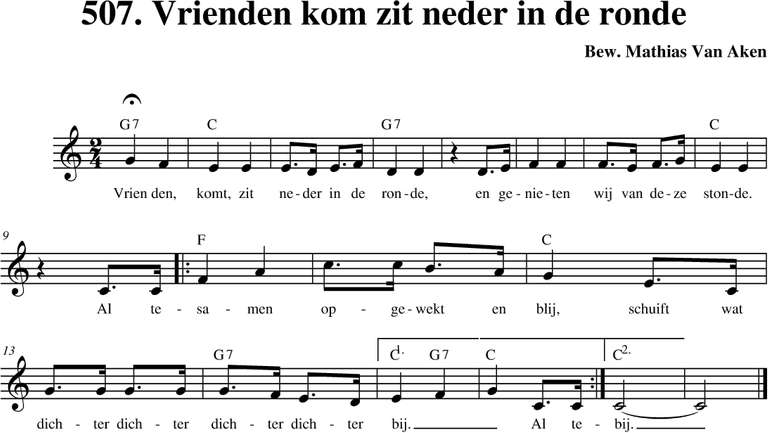 507. Vrienden kom zit neder in de ronde
Bew. Mathias Van Aken
G7 C G7 C
2 4
Vrien den, komt, zit ne - der in de ron - de, en ge - nie - ten wij van de - ze ston - de.
9 F C
Al te - sa - men op - ge - wekt en blij, schuift wat
13 G7 C 1. G7 C C 2.
dich - ter dich - ter dich - ter dich - ter bij. Al te - bij.